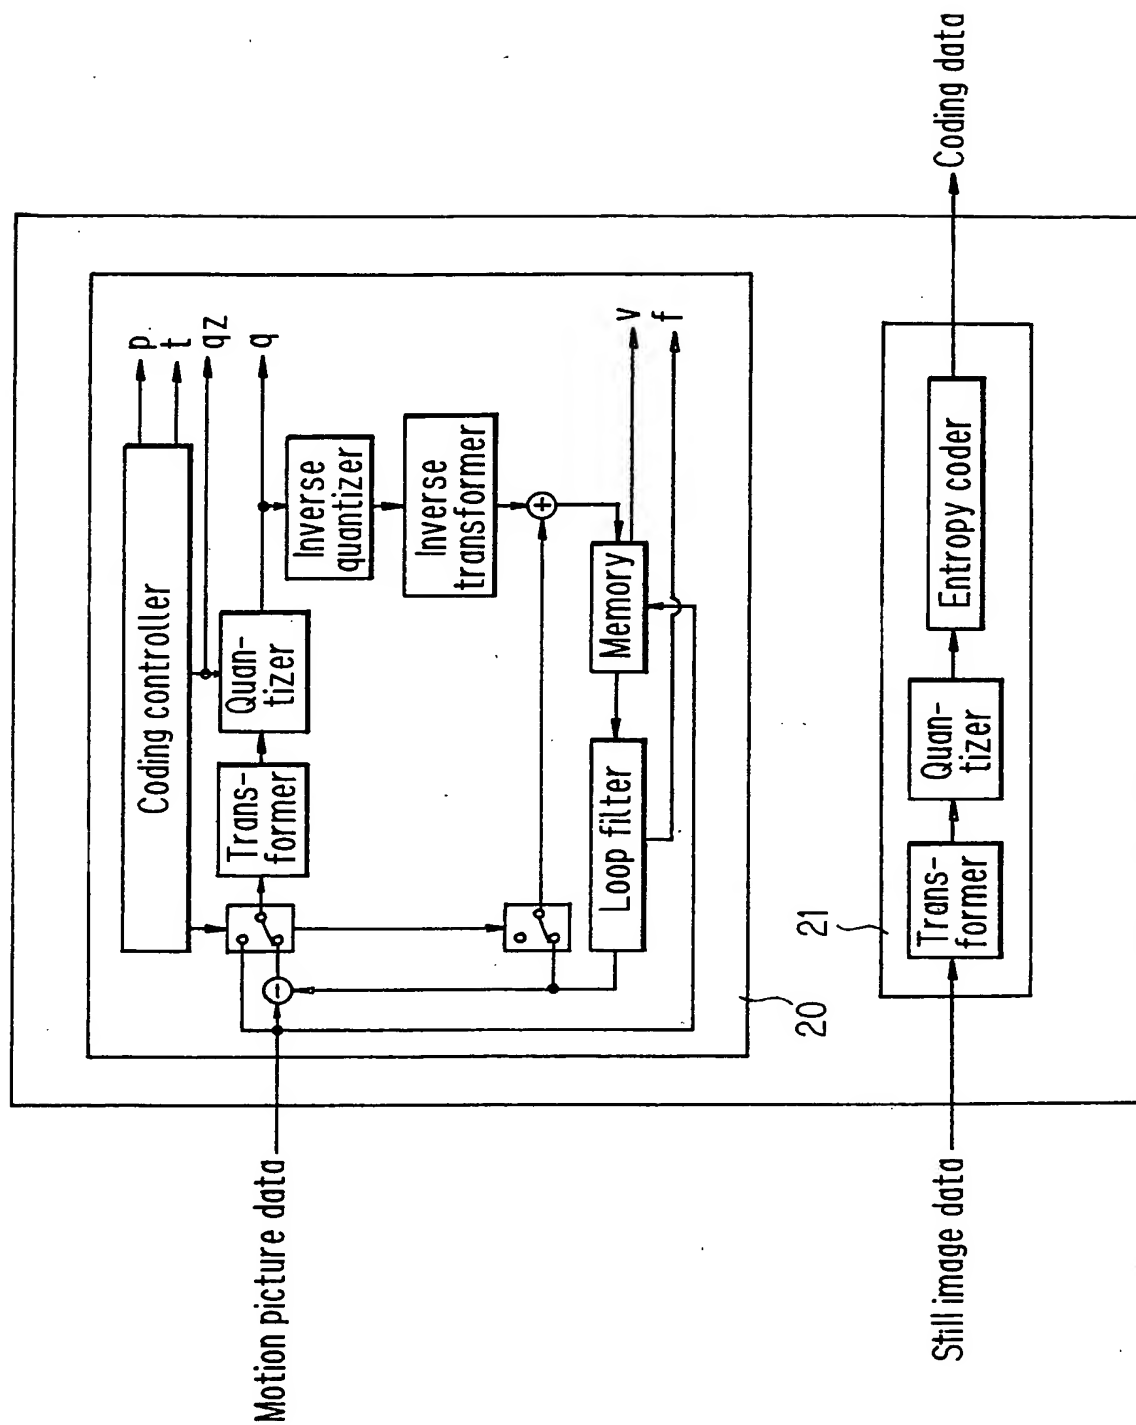 Motion picture data
Coding controller
p
t
qz
Trans-
former
Quan-
tizer
q
Inverse
quantizer
Inverse
transformer
+
-
Memory
Loop filter
v
f
20
Still image data
21
Trans-
former
Quan-
tizer
Entropy coder
Coding data